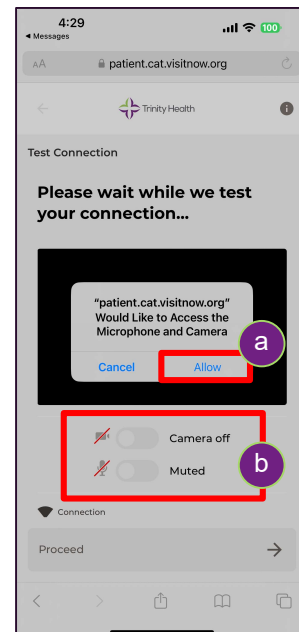 4:29
100
Messages
AA patient.cat.visitnow.org
Trinity Health
Test Connection
Please wait while we test
your connection...
"patient.cat.visitnow.org"
Would Like to Access the
Microphone and Camera
a
Cancel Allow
Camera off
b
Muted
Connection
Proceed